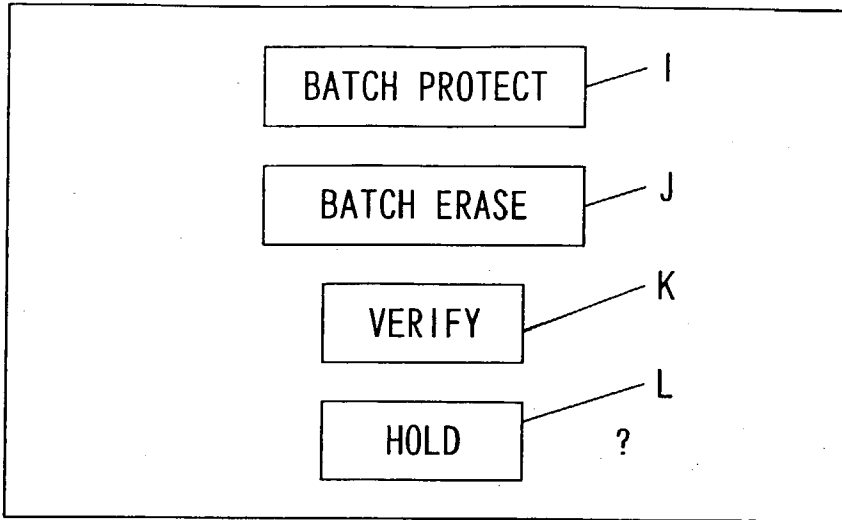 BATCH PROTECT I
BATCH ERASE J
VERIFY K
HOLD L
?